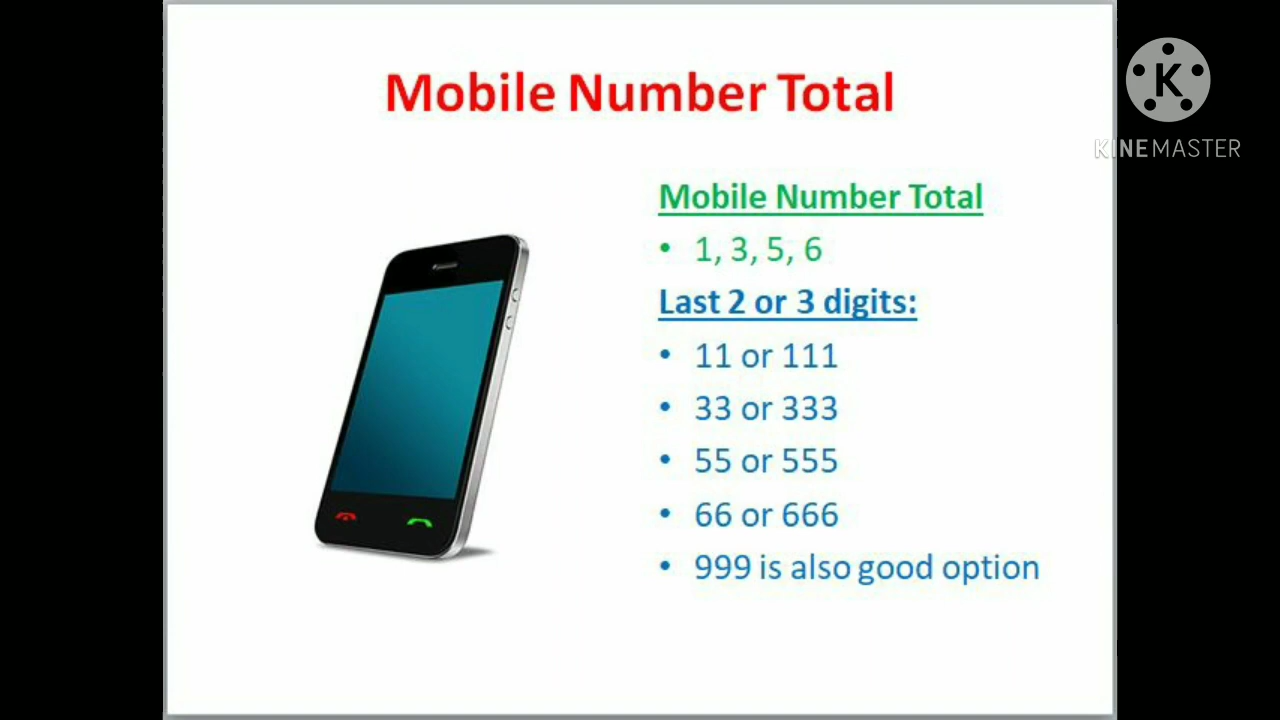 Mobile Number Total
K
KINEMASTER
Mobile Number Total
• 1, 3, 5, 6
Last 2 or 3 digits:
• 11 or 111
• 33 or 333
• 55 or 555
• 66 or 666
• 999 is also good option